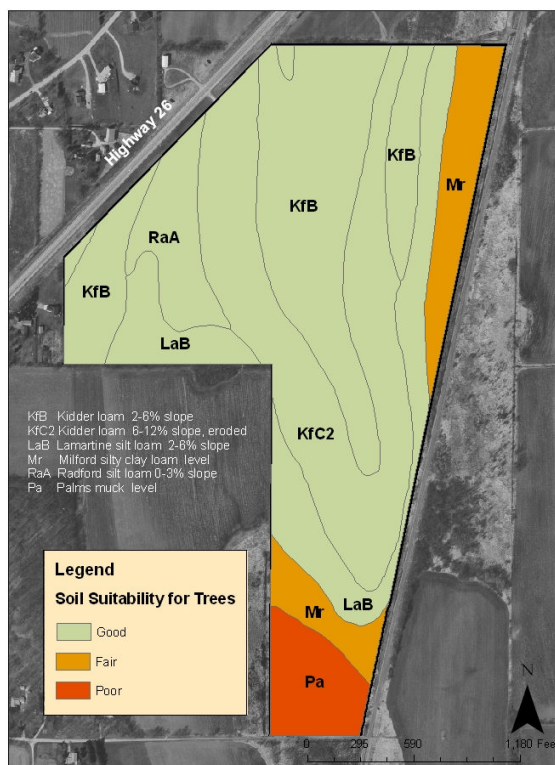 Highway 26
KfB
Mr
KfB
RaA
KfB
LaB
KfC2
KfB Kidder loam 2-6% slope
KfC2 Kidder loam 6-12% slope, eroded
LaB Lamartine silt loam 2-6% slope
Mr Milford silty clay loam level
RaA Radford silt loam 0-3% slope
Pa Palms muck level
Legend
Soil Suitability for Trees
Good
Fair
Poor
Mr
LaB
Pa
N
0 295 590 1,180 Fee